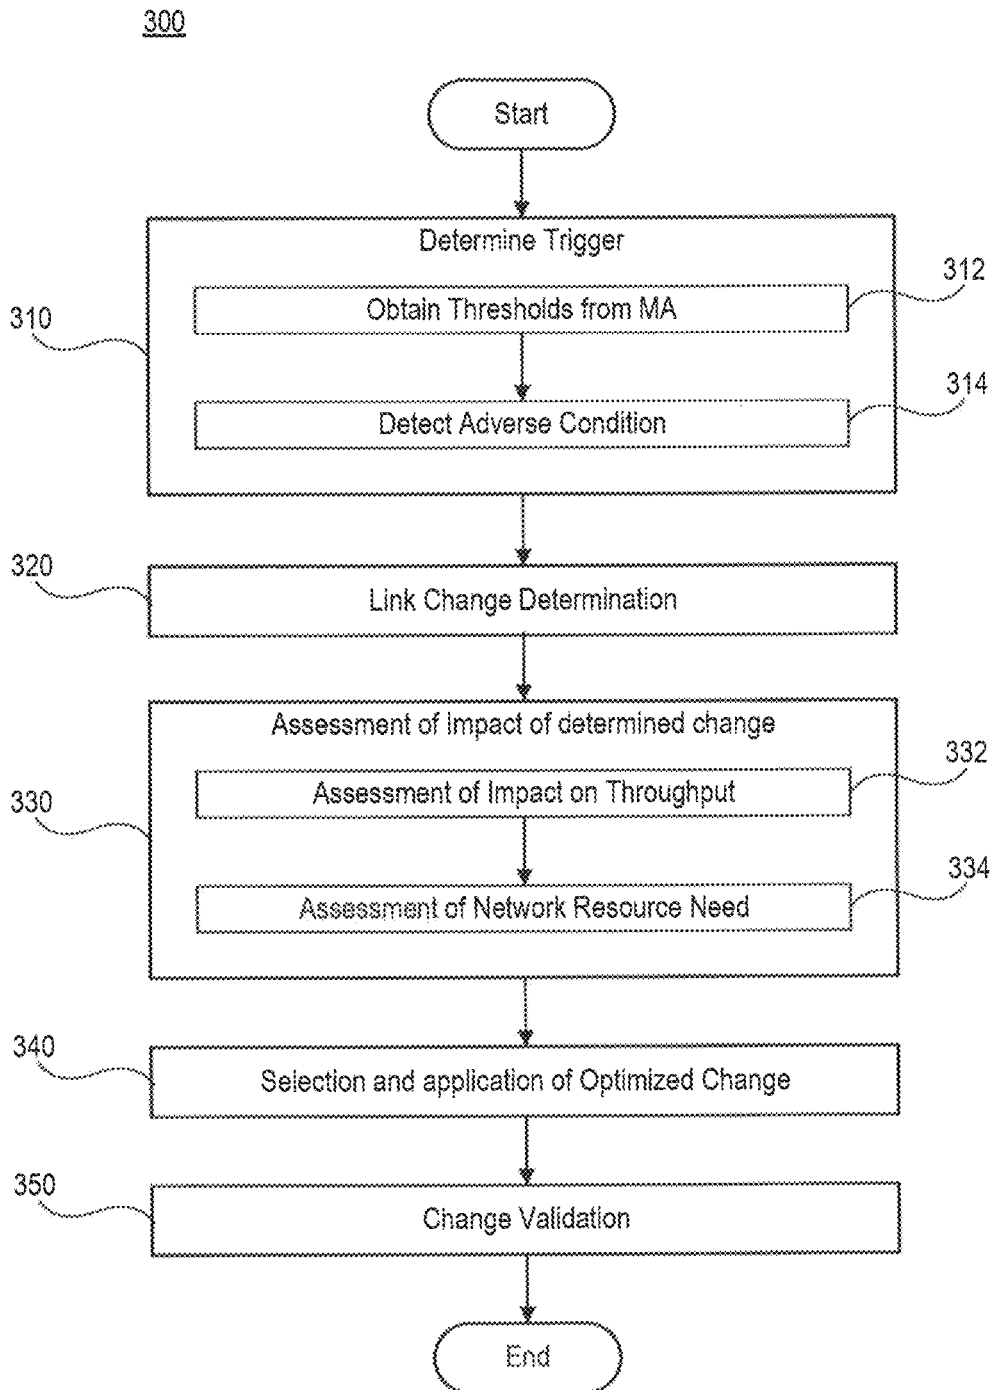 300
Start
Determine Trigger
312
Obtain Thresholds from MA
310
314
Detect Adverse Condition
320
Link Change Determination
Assessment of Impact of determined change
332
Assessment of Impact on Throughput
330
334
Assessment of Network Resource Need
340
Selection and application of Optimized Change
350
Change Validation
End